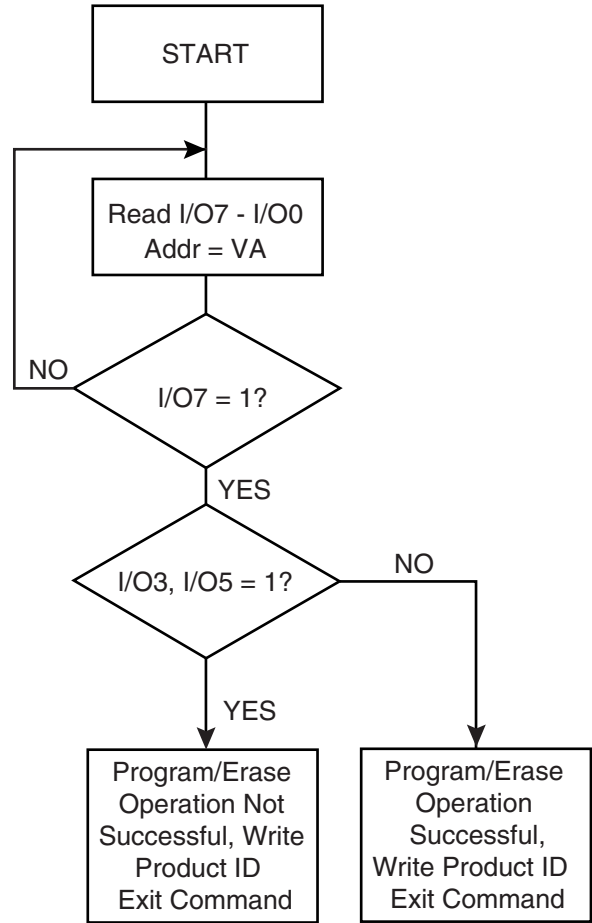 START
Read I/O7 - I/O0
Addr = VA
NO
I/O7 = 1?
YES
I/O3, I/O5 = 1?
NO
YES
Program/Erase
Operation Not
Successful, Write
Product ID
Exit Command
Program/Erase
Operation
Successful,
Write Product ID
Exit Command